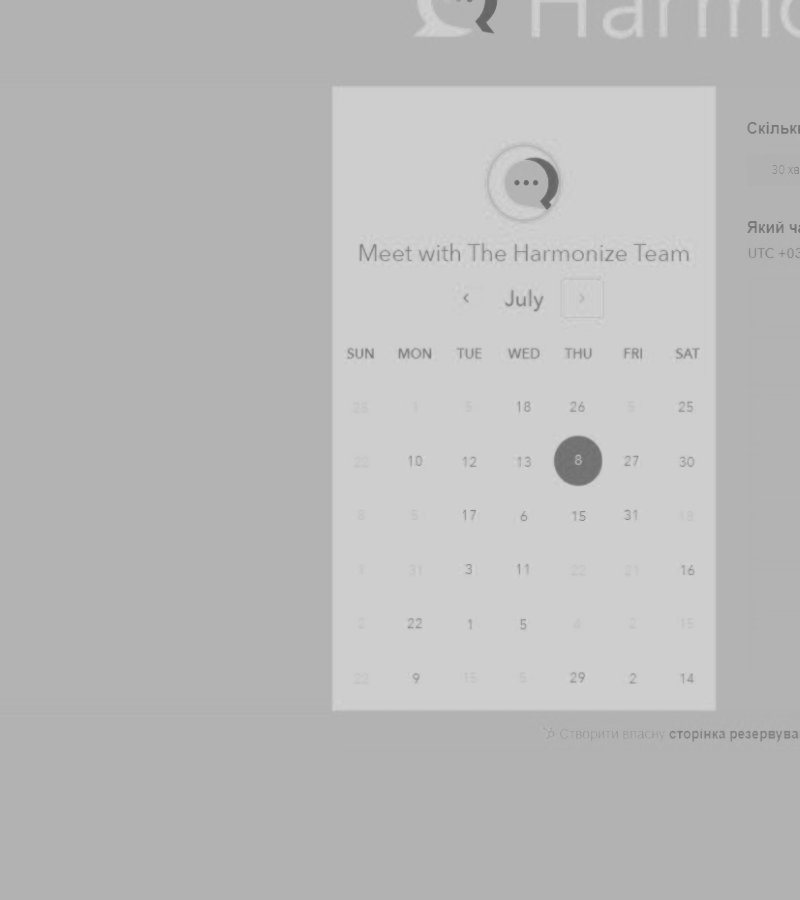 Harmo
Meet with The Harmonize Team
‹ July ›
SUN MON TUE WED THU FRI SAT
25 1 5 18 26 5 25
22 10 12 13 8 27 30
8 5 17 6 15 31 18
1 31 3 11 22 21 16
2 22 1 5 4 2 15
22 9 15 5 29 2 14
Скільки
30 хв
Який ча
UTC +03
Створити власну сторінка резервува